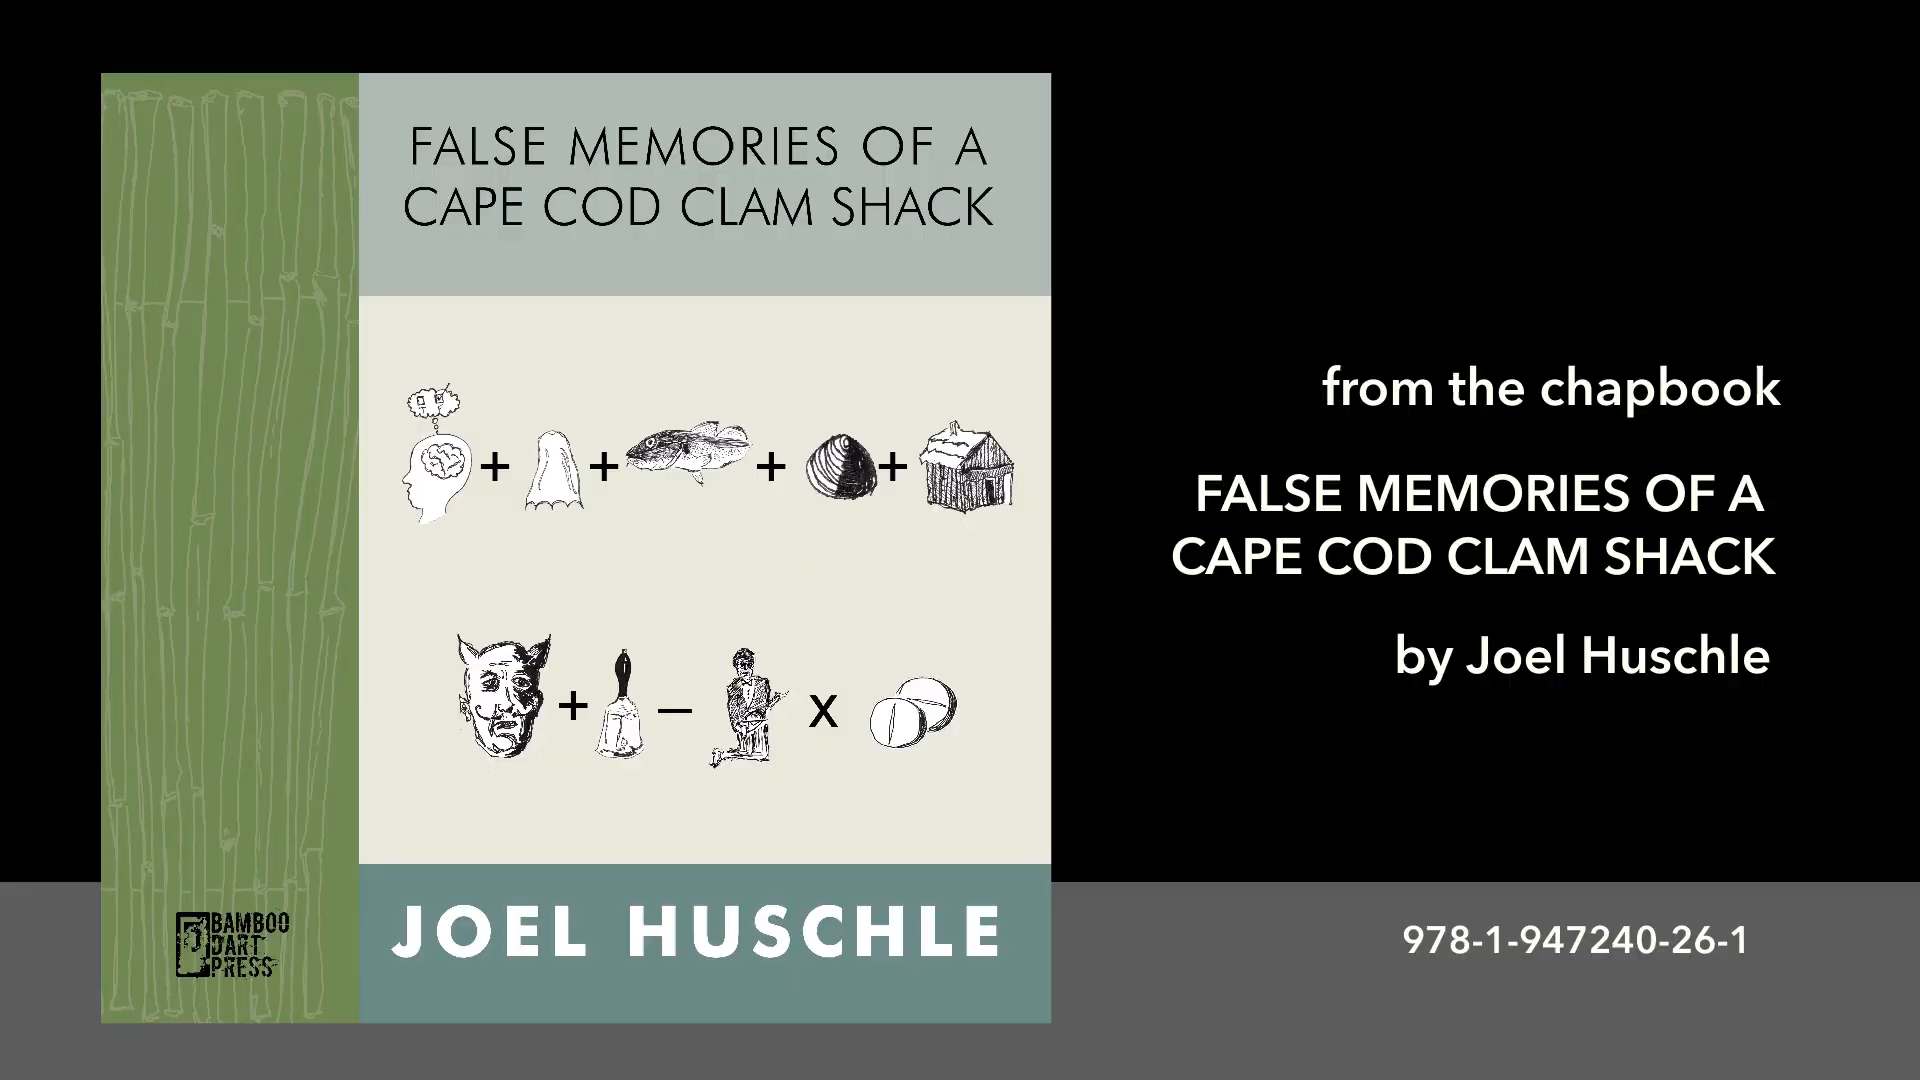 FALSE MEMORIES OF A
CAPE COD CLAM SHACK
+ + + +
+ – x
JOEL HUSCHLE
BAMBOO
DART
PRESS
from the chapbook
FALSE MEMORIES OF A
CAPE COD CLAM SHACK
by Joel Huschle
978-1-947240-26-1